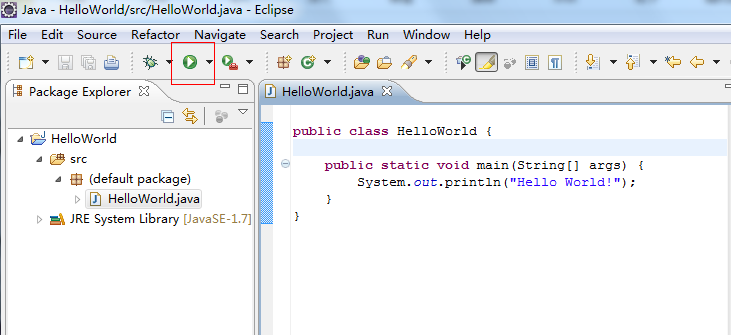 Java - HelloWorld/src/HelloWorld.java - Eclipse
File Edit Source Refactor Navigate Search Project Run Window Help
Package Explorer
HelloWorld.java
HelloWorld
src
(default package)
HelloWorld.java
JRE System Library [JavaSE-1.7]
public class HelloWorld {
public static void main(String[] args) {
System.out.println("Hello World!");
}
}